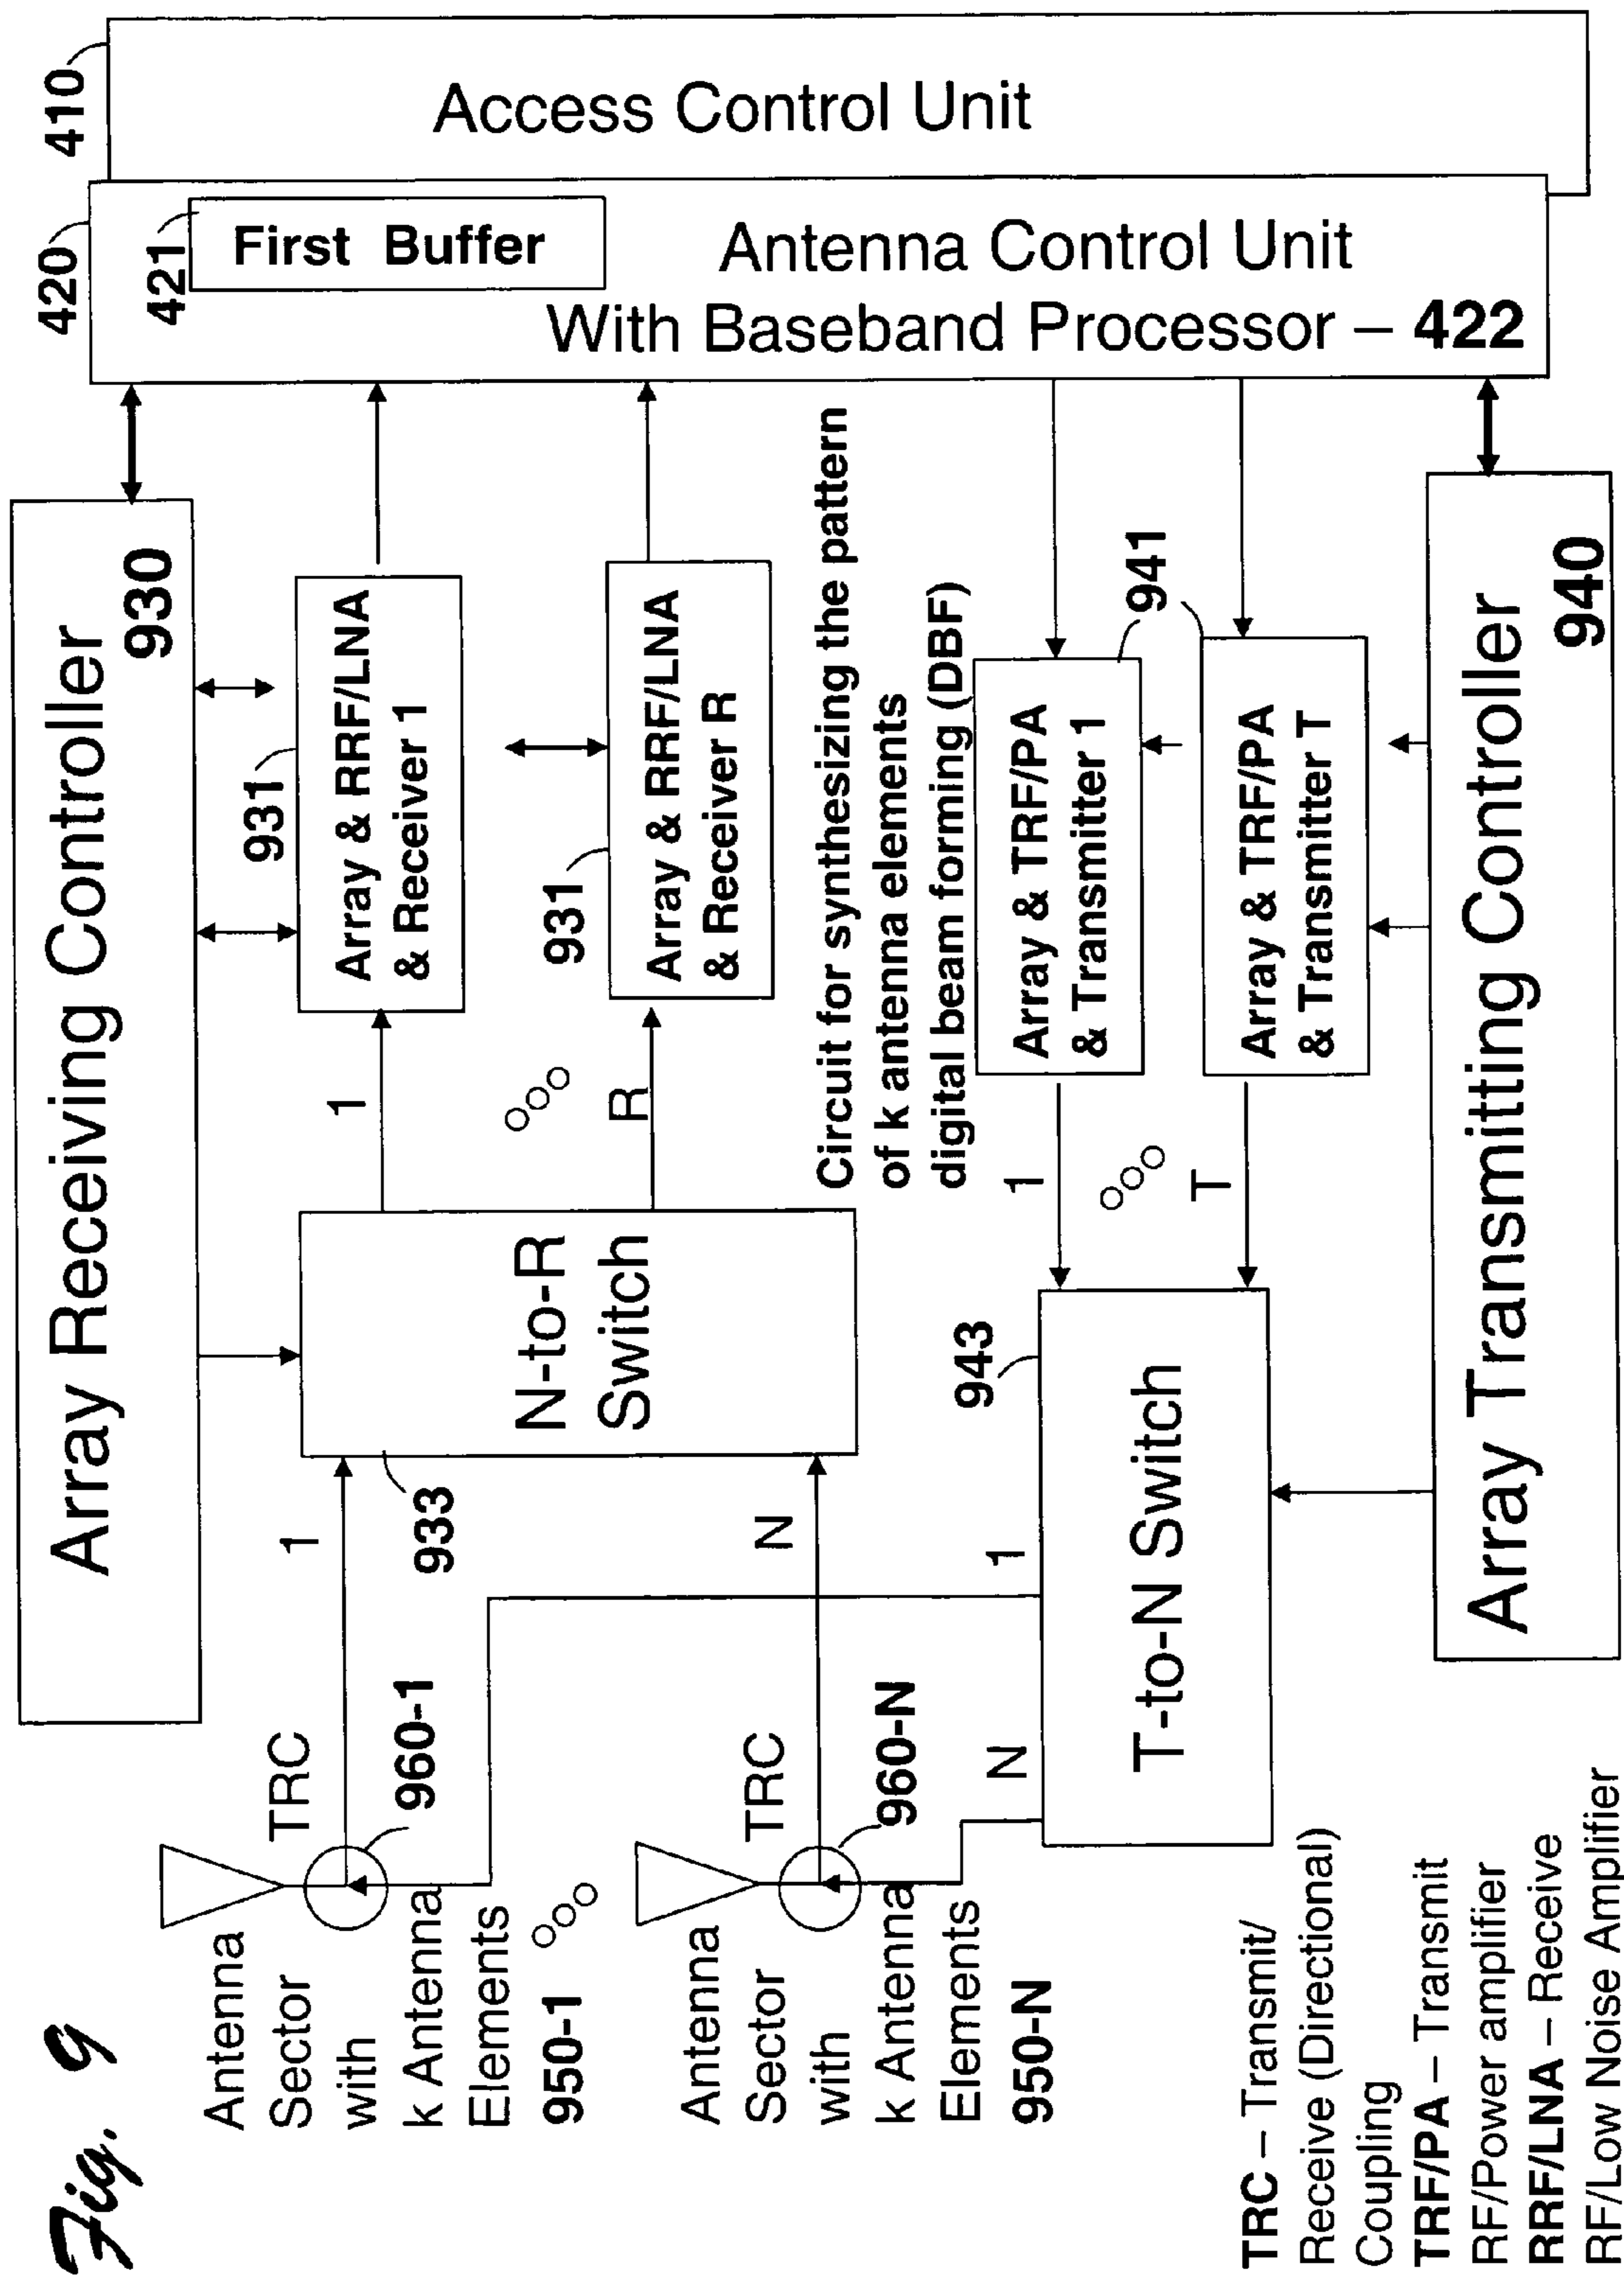 Fig. 9
Array Receiving Controller
930
420
410
421
First Buffer
Antenna Control Unit
With Baseband Processor – 422
Access Control Unit
Antenna
Sector
with
k Antenna
Elements
950-1
TRC
960-1
1
933
N-to-R
Switch
1
R
931
Array & RRF/LNA
& Receiver 1
931
Array & RRF/LNA
& Receiver R
Antenna
Sector
with
k Antenna
Elements
950-N
TRC
960-N
N
Circuit for synthesizing the pattern
of k antenna elements
digital beam forming (DBF)
N
1
943
T-to-N Switch
1
T
Array & TRF/PA
& Transmitter 1
941
Array & TRF/PA
& Transmitter T
Array Transmitting Controller
940
TRC – Transmit/
Receive (Directional)
Coupling
TRF/PA – Transmit
RF/Power amplifier
RRF/LNA – Receive
RF/Low Noise Amplifier